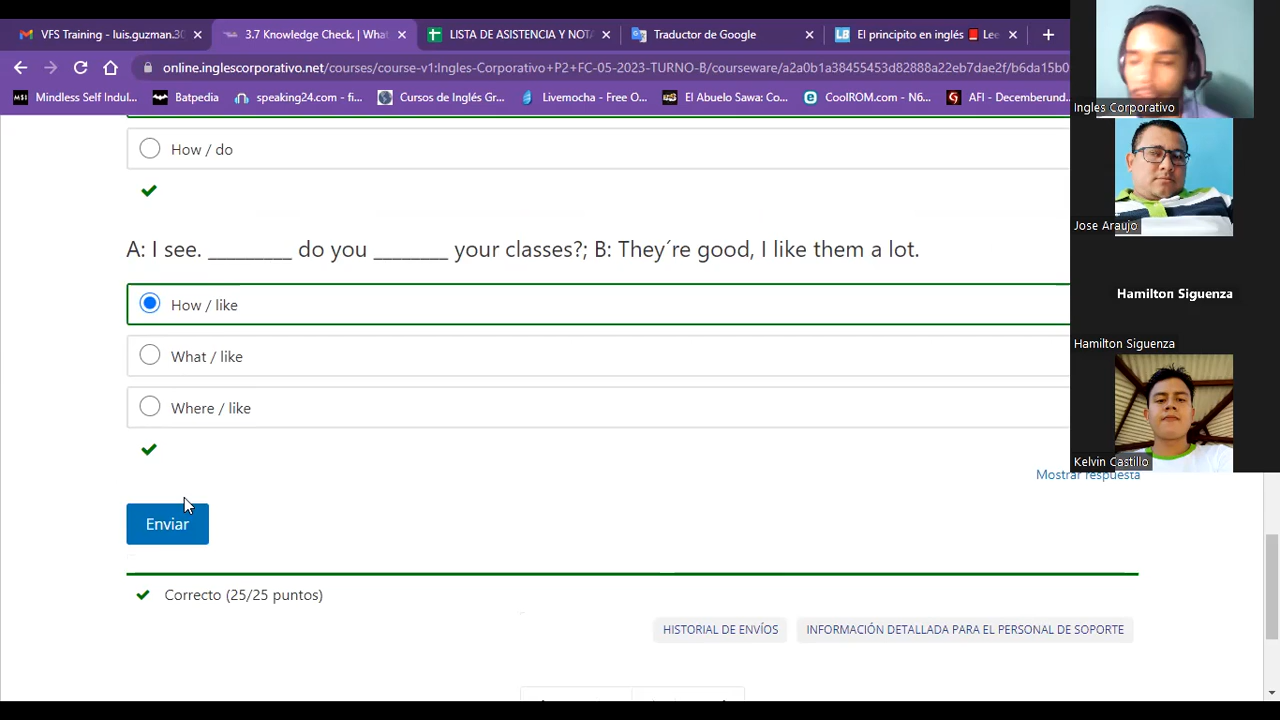 VFS Training - luis.guzman.30
3.7 Knowledge Check. | What
LISTA DE ASISTENCIA Y NOTA
Traductor de Google
El principito en inglés
Lee
online.inglescorporativo.net/courses/course-v1:Ingles-Corporativo+P2+FC-05-2023-TURNO-B/courseware/a2a0b1a38455453d82888a22eb7dae2f/b6da15b0
Mindless Self Indul...
Batpedia
speaking24.com - fi...
Cursos de Inglés Gr...
Livemocha - Free O...
El Abuelo Sawa: Co...
CoolROM.com - N6...
AFI - Decemberund...
Ingles Corporativo
How / do
Jose Araujo
A: I see. _________ do you ________ your classes?; B: They´re good, I like them a lot.
Hamilton Siguenza
How / like
Hamilton Siguenza
What / like
Where / like
Kelvin Castillo
Mostrar respuesta
Enviar
Correcto (25/25 puntos)
HISTORIAL DE ENVÍOS
INFORMACIÓN DETALLADA PARA EL PERSONAL DE SOPORTE